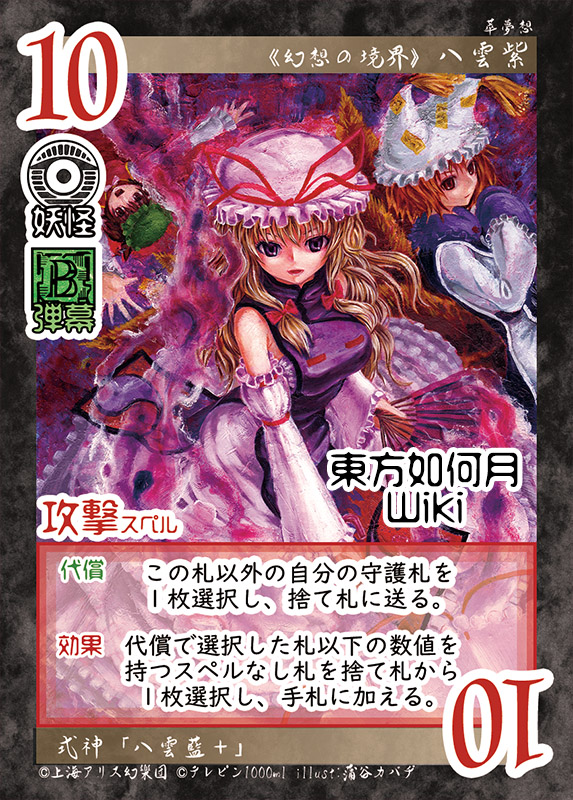 華夢想
10
《幻想の境界》八雲紫
妖怪
B
弾幕
東方如何月
Wiki
攻撃スペル
代償
この札以外の自分の守護札を
1枚選択し、捨て札に送る。
効果
代償で選択した札以下の数値を
持つスペルなし札を捨て札から
1枚選択し、手札に加える。
10
式神「八雲藍+」
©上海アリス幻樂団 ©テレピン1000ml illust:蒲谷カバヂ